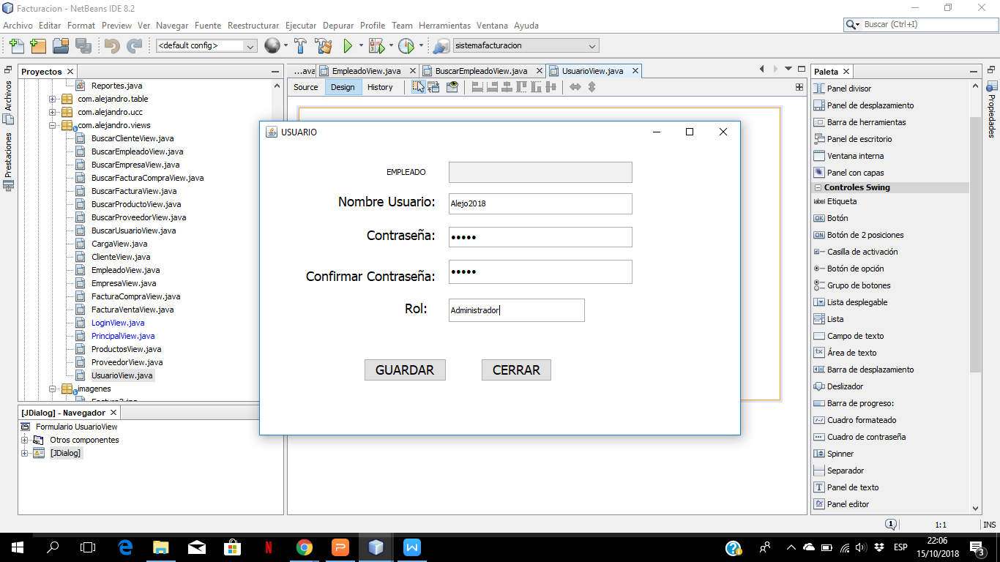 Facturacion - NetBeans IDE 8.2
Archivo Editar Format Preview Ver Navegar Fuente Reestructurar Ejecutar Depurar Profile Team Herramientas Ventana Ayuda
Buscar (Ctrl+I)
<default config>
sistemafacturacion
Archivos
Prestaciones
Proyectos
Reportes.java
com.alejandro.table
com.alejandro.ucc
com.alejandro.views
BuscarClienteView.java
BuscarEmpleadoView.java
BuscarEmpresaView.java
BuscarFacturaCompraView.java
BuscarFacturaView.java
BuscarProductoView.java
BuscarProveedorView.java
BuscarUsuarioView.java
CargaView.java
ClienteView.java
EmpleadoView.java
EmpresaView.java
FacturaCompraView.java
FacturaVentaView.java
LoginView.java
PrincipalView.java
ProductosView.java
ProveedorView.java
UsuarioView.java
imagenes
[JDialog] - Navegador
Formulario UsuarioView
Otros componentes
[JDialog]
...ava EmpleadoView.java BuscarEmpleadoView.java UsuarioView.java
Source Design History
USUARIO
EMPLEADO
Nombre Usuario: Alejo2018
Contraseña: •••••
Confirmar Contraseña: •••••
Rol: Administrador
GUARDAR CERRAR
Paleta
Panel divisor
Panel de desplazamiento
Barra de herramientas
Panel de escritorio
Ventana interna
Panel con capas
Controles Swing
label Etiqueta
OK Botón
ON Botón de 2 posiciones
Casilla de activación
Botón de opción
Grupo de botones
Lista desplegable
Lista
Campo de texto
Área de texto
Barra de desplazamiento
Deslizador
Barra de progreso:
Cuadro formateado
Cuadro de contraseña
Spinner
Separador
Panel de texto
Panel editor
Propiedades
1
1:1
INS
ESP
22:06
15/10/2018
3